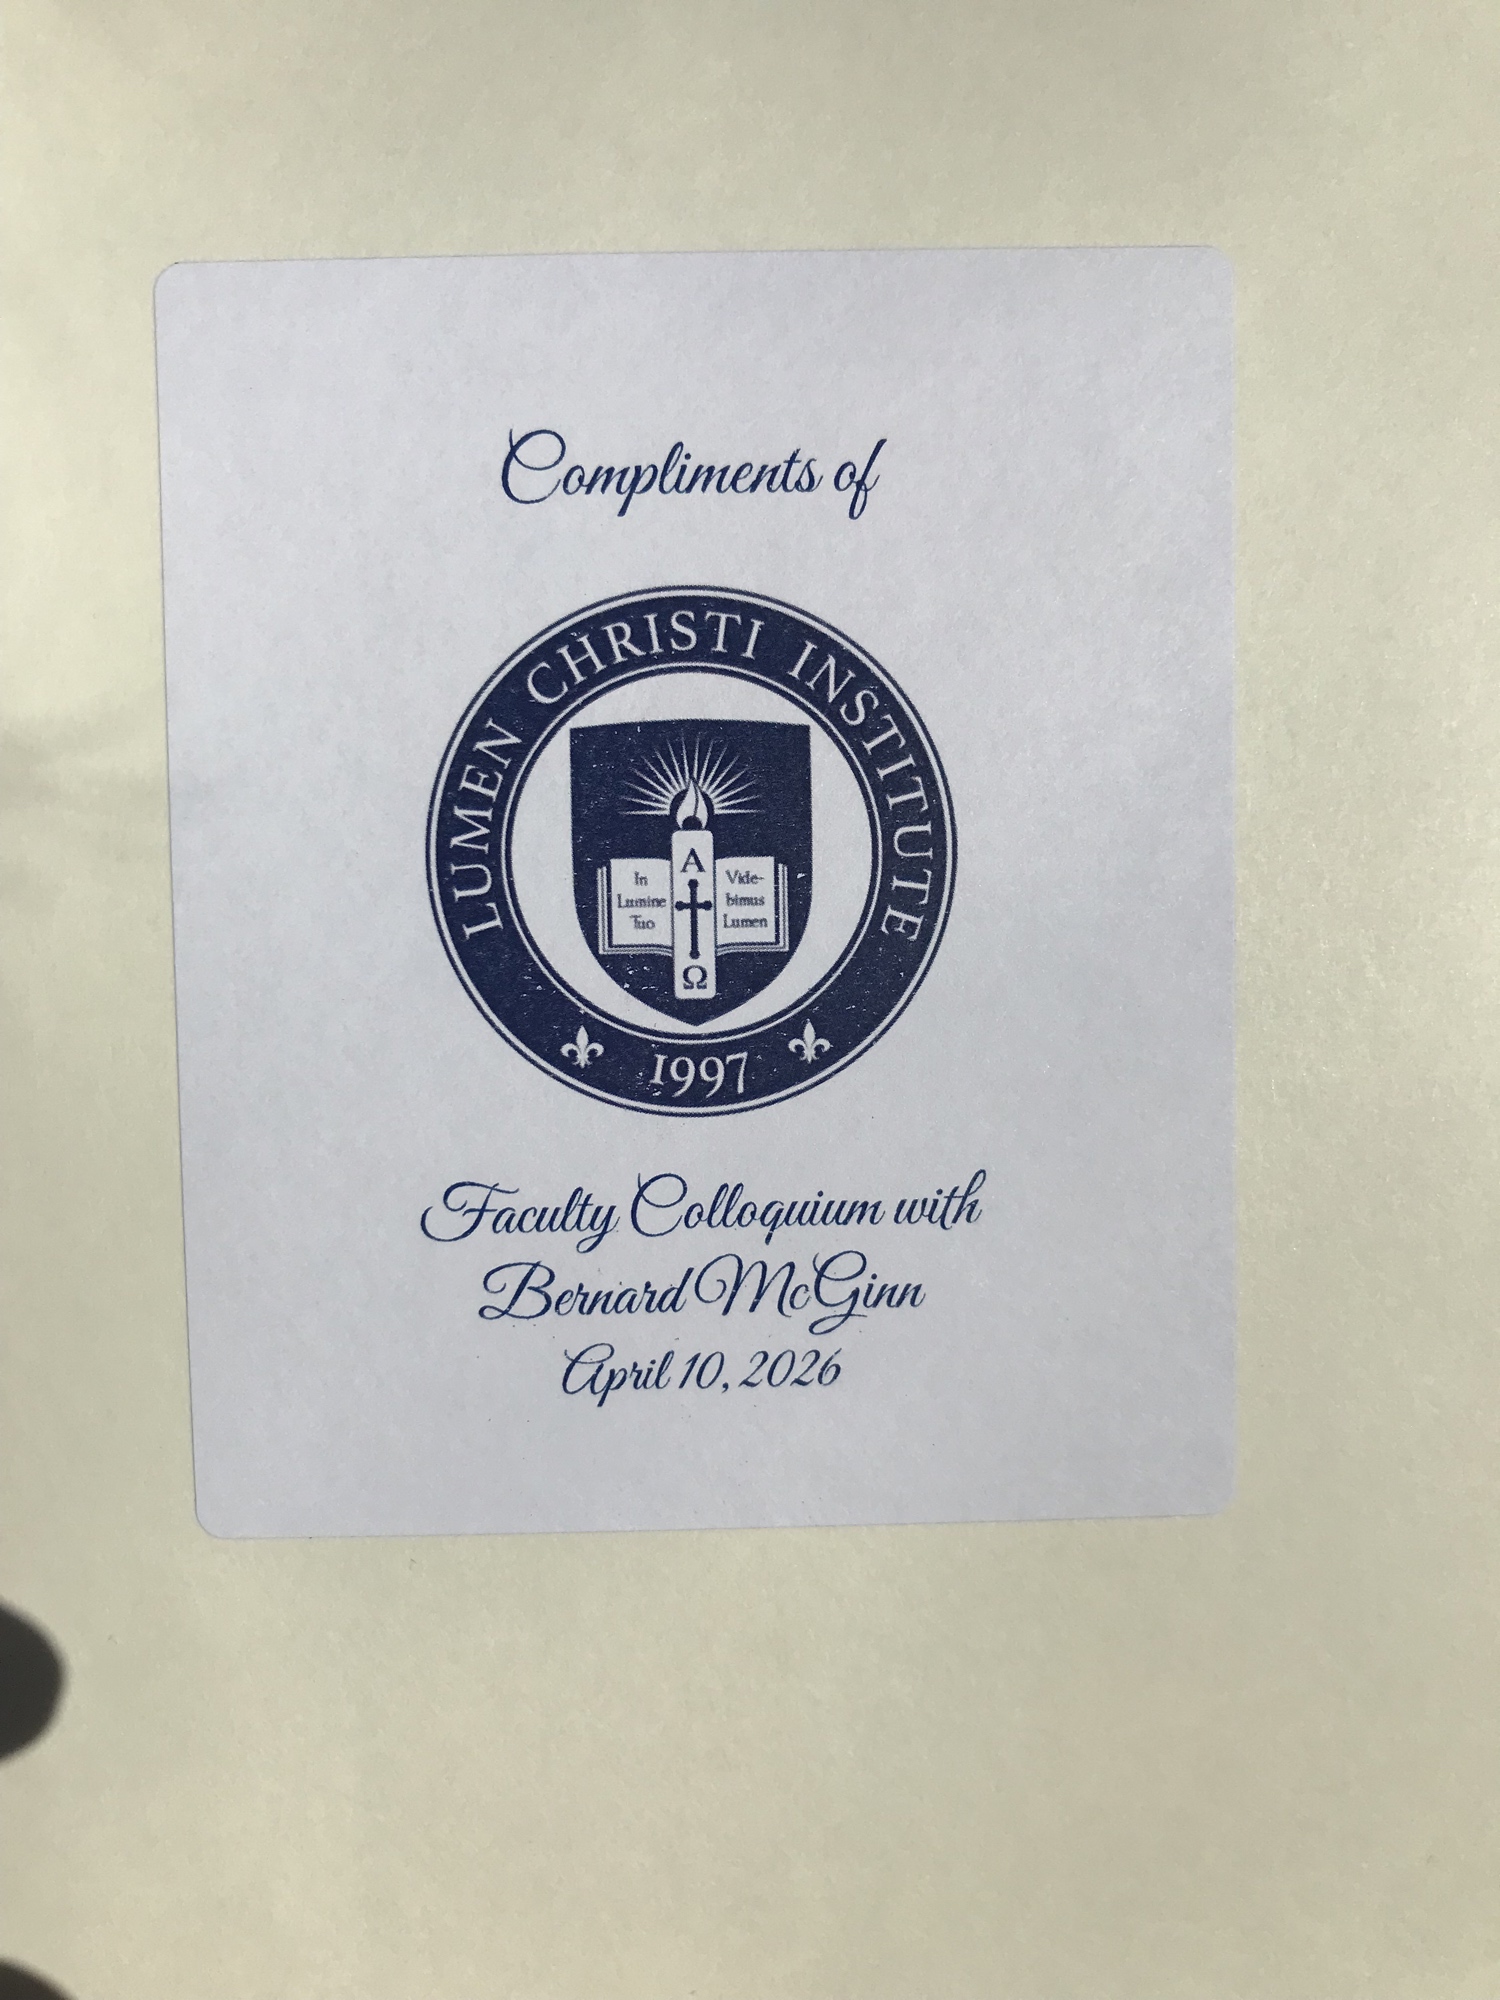 Compliments of
LUMEN CHRISTI INSTITUTE
Α
In
Lumine
Tuo
Vide-
bimus
Lumen
Ω
1997
Faculty Colloquium with
Bernard McGinn
April 10, 2026